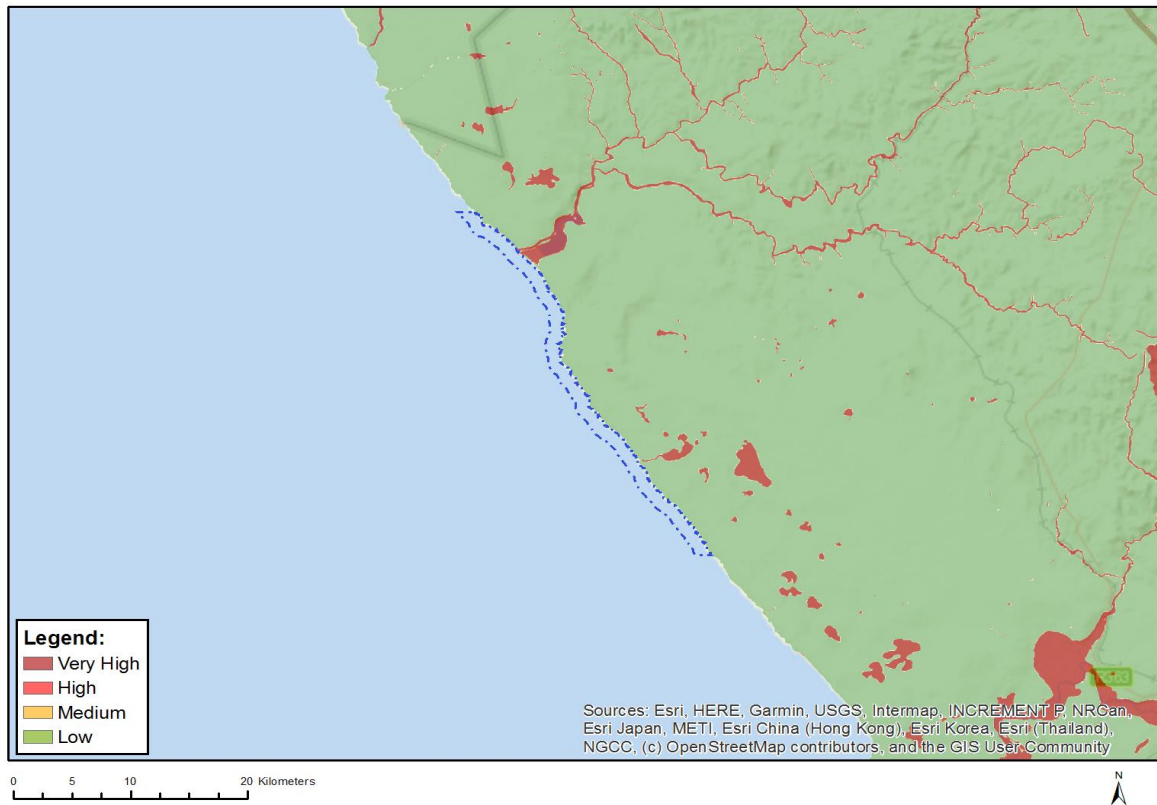 Legend:
Very High
High
Medium
Low
Sources: Esri, HERE, Garmin, USGS, Intermap, INCREMENT P, NRCan,
Esri Japan, METI, Esri China (Hong Kong), Esri Korea, Esri (Thailand),
NGCC, (c) OpenStreetMap contributors, and the GIS User Community
0 5 10 20 Kilometers
N